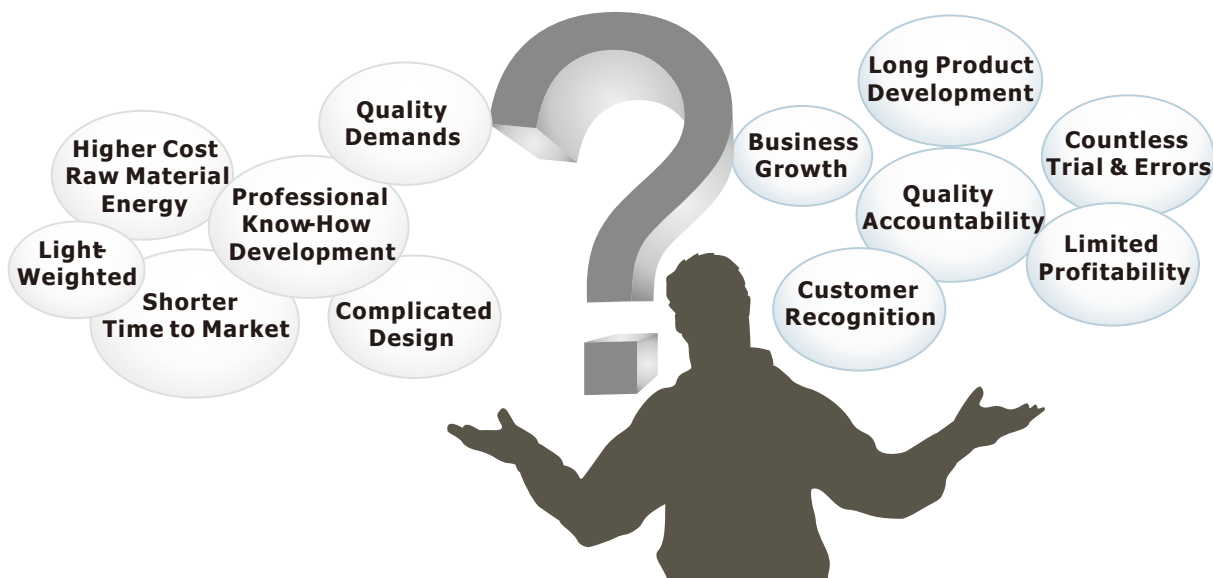 Quality
Demands
Higher Cost
Raw Material
Energy
Professional
Know-How
Development
Light-
Weighted
Shorter
Time to Market
Complicated
Design
Long Product
Development
Business
Growth
Countless
Trial & Errors
Quality
Accountability
Limited
Profitability
Customer
Recognition